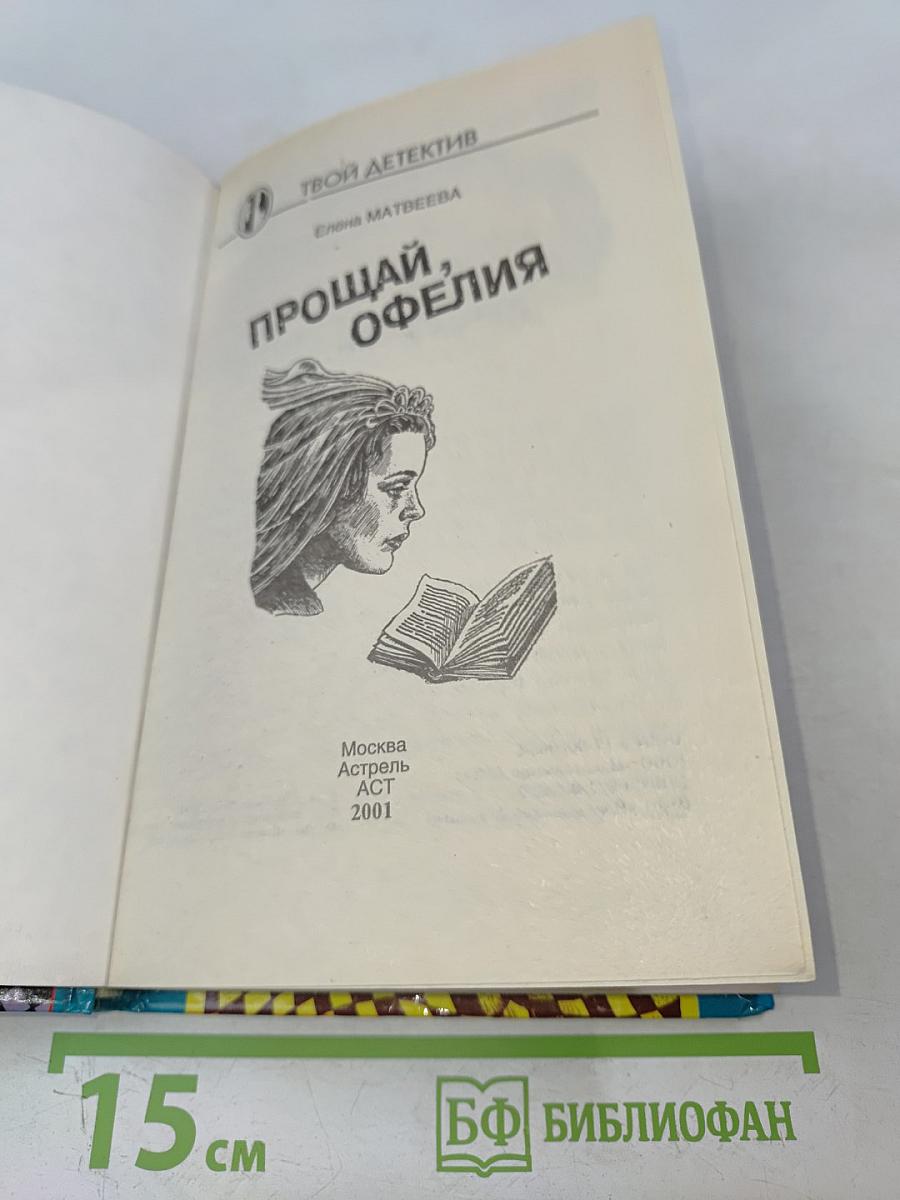 ТВОЙ ДЕТЕКТИВ
Елена МАТВЕЕВА
ПРОЩАЙ,
ОФЕЛИЯ
Москва
Астрель
АСТ
2001
15 см
БФ БИБЛИОФАН